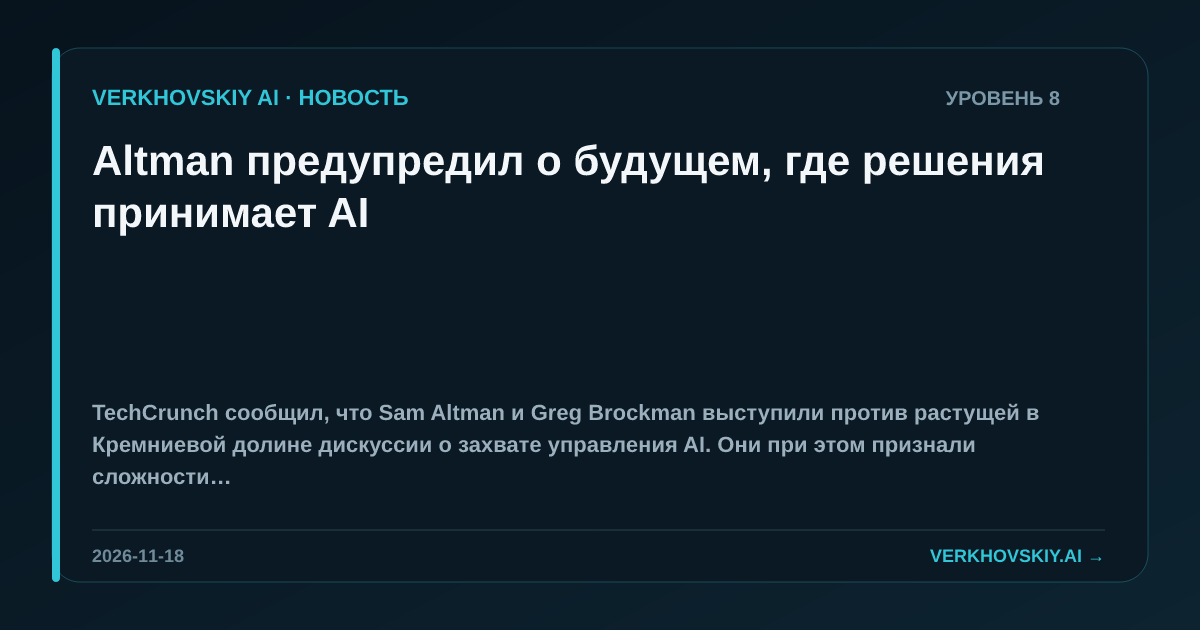 VERKHOVSKIY AI · НОВОСТЬ
УРОВЕНЬ 8
Altman предупредил о будущем, где решения
принимает AI
TechCrunch сообщил, что Sam Altman и Greg Brockman выступили против растущей в
Кремниевой долине дискуссии о захвате управления AI. Они при этом признали
сложности…
2026-11-18
VERKHOVSKIY.AI →